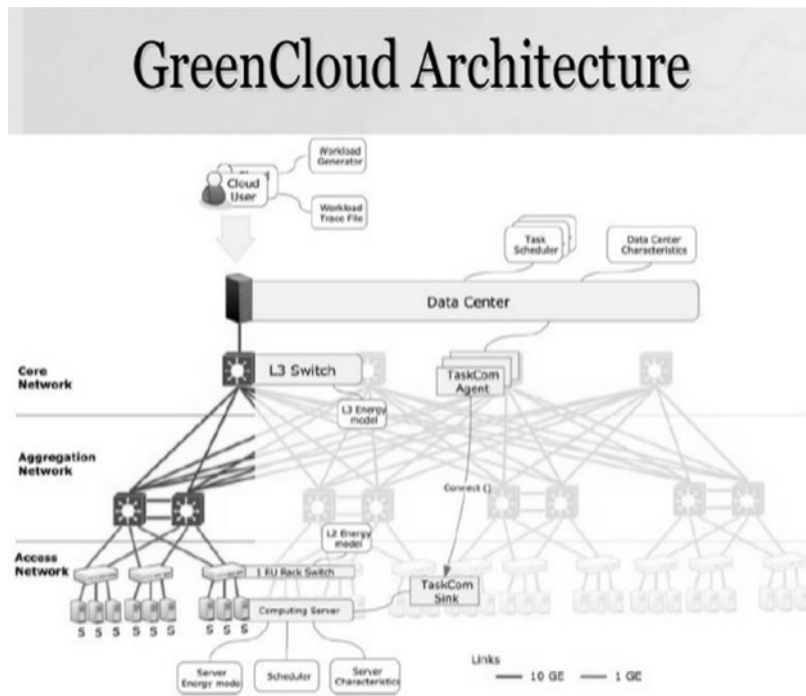 GreenCloud Architecture
Workload
Generator
Cloud
User
Workload
Trace File
Task
Scheduler
Data Center
Characteristics
Data Center
Core
Network
L3 Switch
TaskCom
Agent
L3 Energy
model
Aggregation
Network
Connect ()
L2 Energy
model
Access
Network
1 RU Rack Switch
TaskCom
Sink
Computing Server
S S S S S S S S S
Server
Energy model
Scheduler
Server
Characteristics
Links
10 GE
1 GE